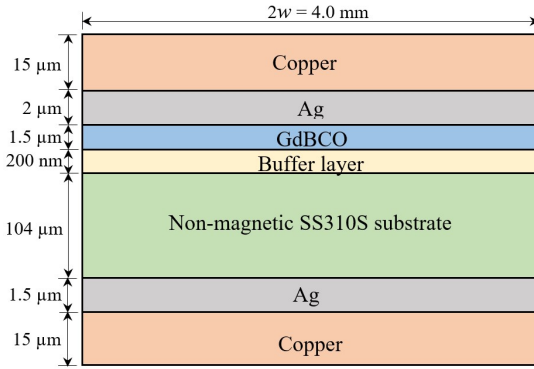 2w = 4.0 mm
15 µm
Copper
2 µm
Ag
1.5 µm
GdBCO
200 nm
Buffer layer
104 µm
Non-magnetic SS310S substrate
1.5 µm
Ag
15 µm
Copper